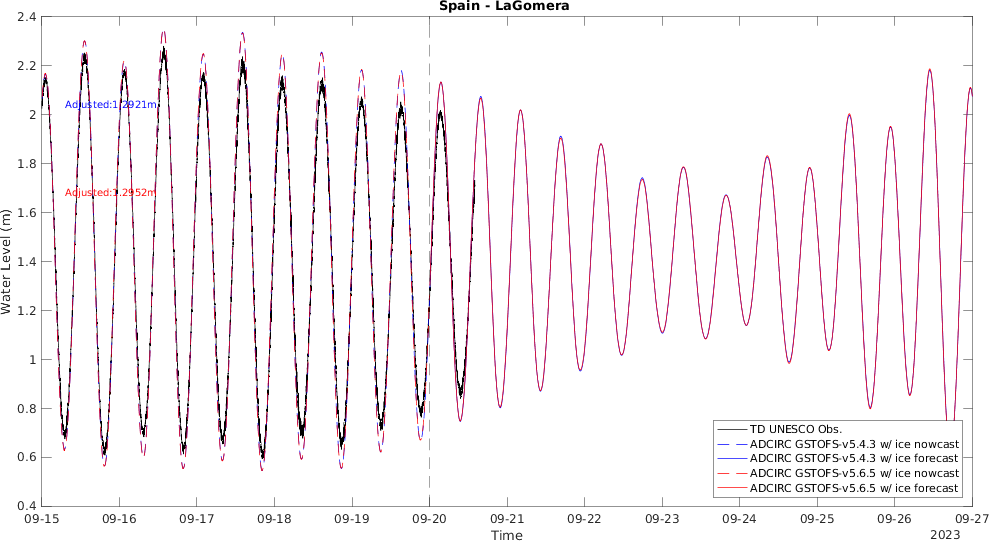 Spain - LaGomera
2.4
2.2
2
1.8
1.6
1.4
1.2
1
0.8
0.6
0.4
Water Level (m)
Adjusted:1.2921m
Adjusted:1.2952m
TD UNESCO Obs.
ADCIRC GSTOFS-v5.4.3 w/ ice nowcast
ADCIRC GSTOFS-v5.4.3 w/ ice forecast
ADCIRC GSTOFS-v5.6.5 w/ ice nowcast
ADCIRC GSTOFS-v5.6.5 w/ ice forecast
09-15 09-16 09-17 09-18 09-19 09-20 09-21 09-22 09-23 09-24 09-25 09-26 09-27
Time
2023